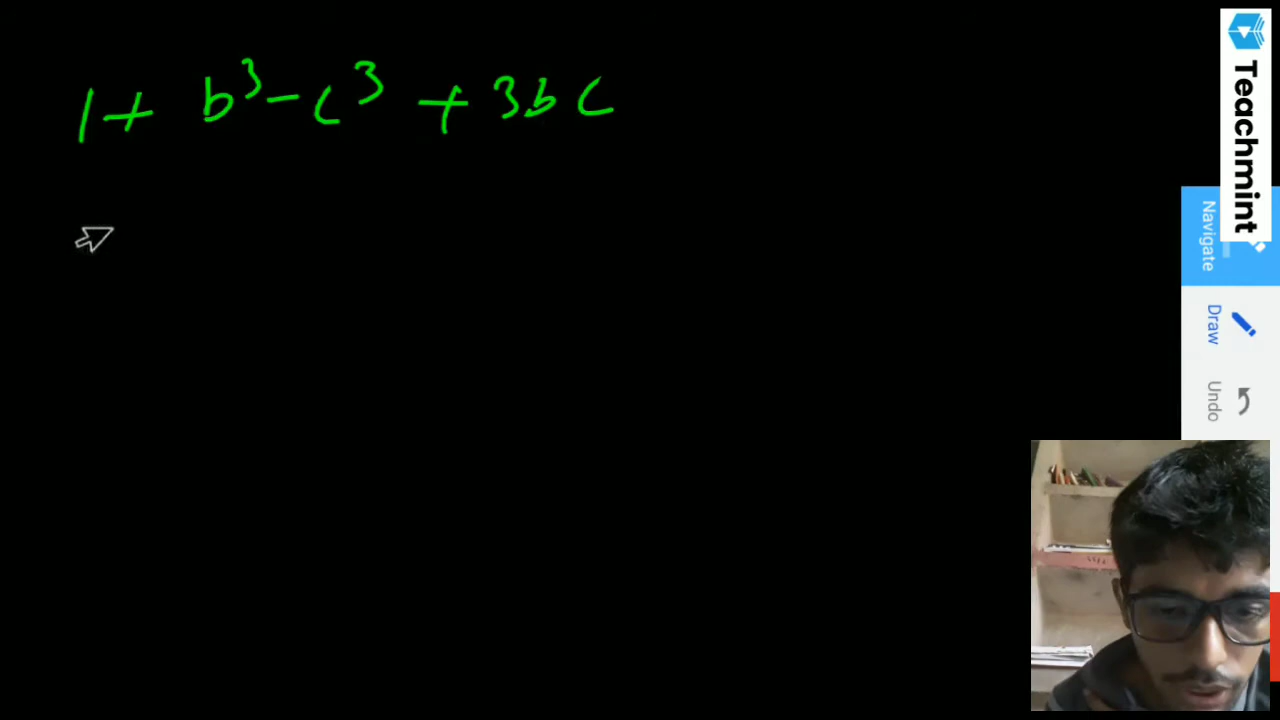 1 + b³ - c³ + 3bc
Teachmint
Navigate
Draw
Undo